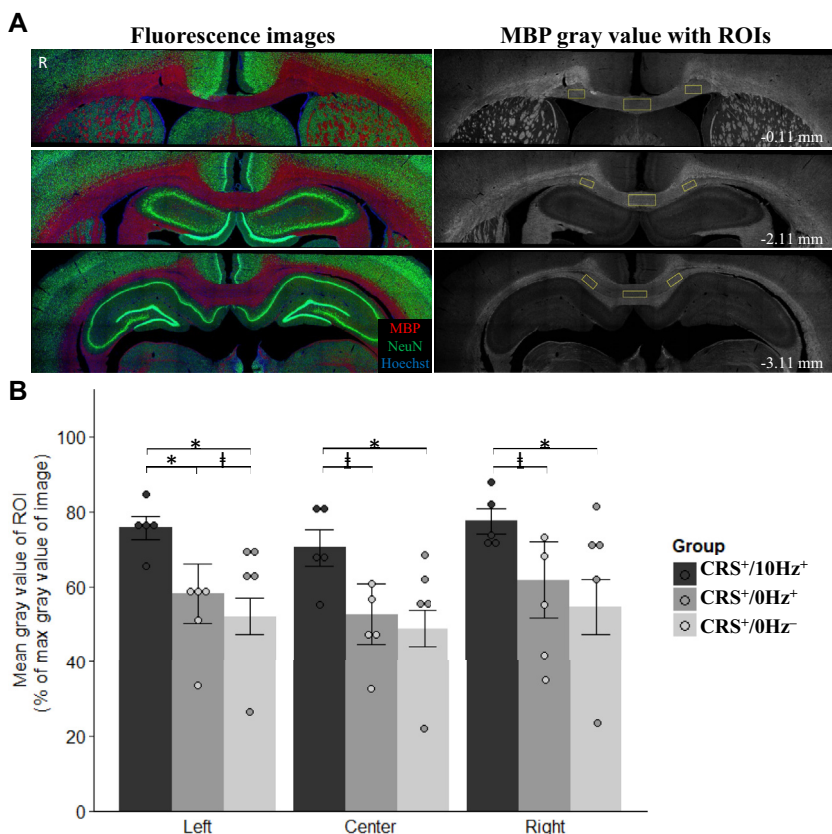 A
Fluorescence images
MBP gray value with ROIs
R
-0.11 mm
-2.11 mm
MBP
NeuN
Hoechst
-3.11 mm
B
Mean gray value of ROI
(% of max gray value of image)
100
80
60
40
20
0
* * ‡
* ‡
* ‡
Left
Center
Right
Group
CRS⁺/10Hz⁺
CRS⁺/0Hz⁺
CRS⁺/0Hz⁻